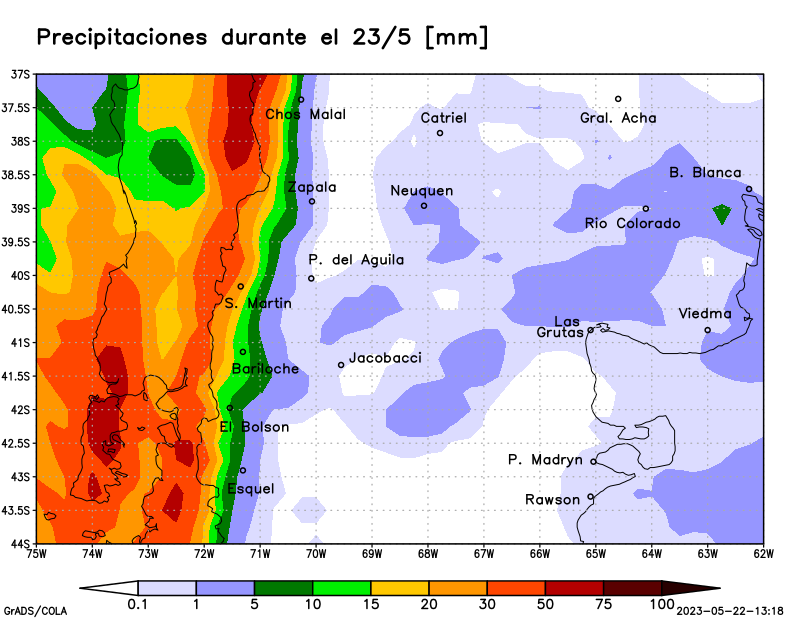 Precipitaciones durante el 23/5 [mm]
37S
37.5S
Chos Malal
Catriel
Gral. Acha
38S
38.5S
B. Blanca
Zapala
Neuquen
39S
Rio Colorado
39.5S
P. del Aguila
40S
S. Martin
40.5S
Viedma
Las
Grutas
41S
Jacobacci
Bariloche
41.5S
42S
El Bolson
42.5S
P. Madryn
43S
Esquel
Rawson
43.5S
44S
75W 74W 73W 72W 71W 70W 69W 68W 67W 66W 65W 64W 63W 62W
0.1 1 5 10 15 20 30 50 75 100
GrADS/COLA
2023-05-22-13:18